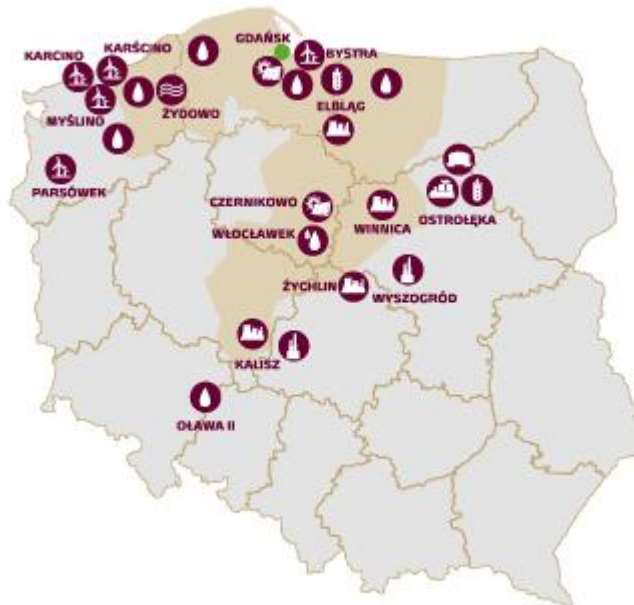 GDAŃSK
KARŚCINO
KARCINO
BYSTRA
ŻYDOWO
ELBLĄG
MYŚLINO
PARSÓWEK
CZERNIKOWO
OSTROŁĘKA
WINNICA
WŁOCŁAWEK
ŻYCHLIN
WYSZOGRÓD
KALISZ
OŁAWA II